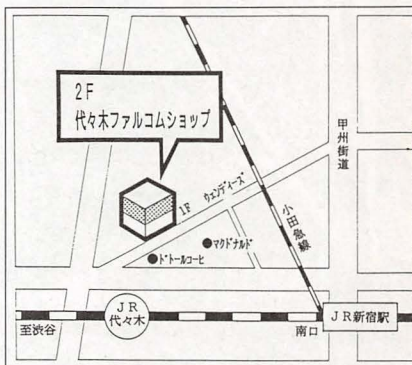 2F
代々木ファルコムショップ
甲州街道
1F ウェンディーズ
小田急線
●マクドナルド
●ドトールコーヒ
JR
代々木
至渋谷
南口
JR新宿駅